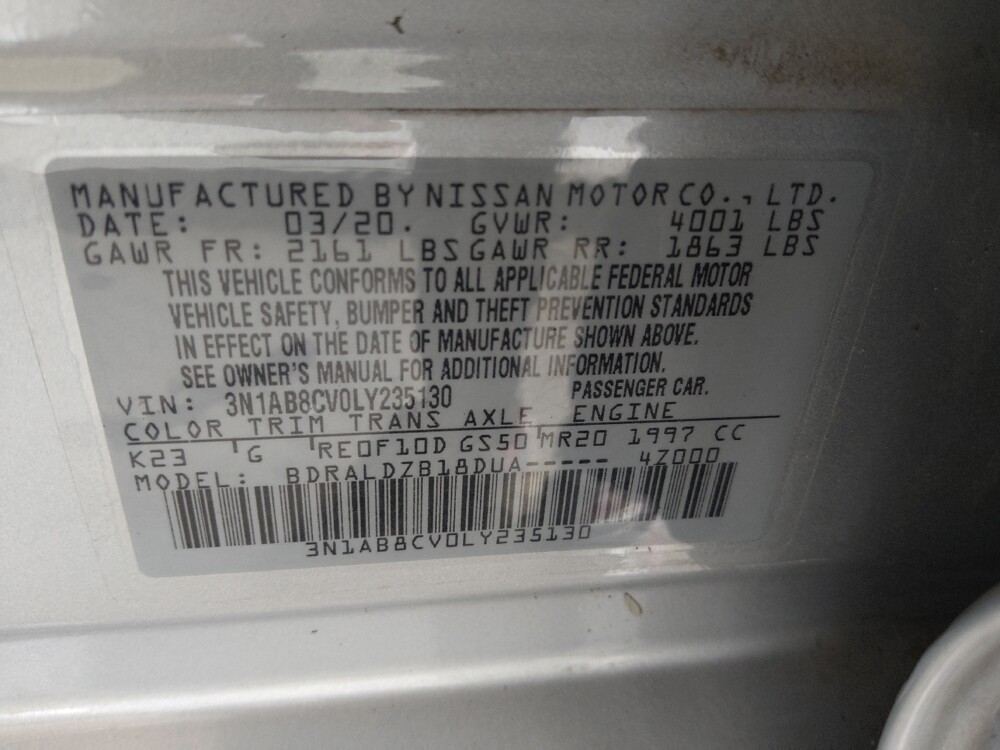 MANUFACTURED BY NISSAN MOTOR CO., LTD.
DATE: 03/20. GVWR: 4001 LBS
GAWR FR: 2161 LBS GAWR RR: 1863 LBS
THIS VEHICLE CONFORMS TO ALL APPLICABLE FEDERAL MOTOR
VEHICLE SAFETY, BUMPER AND THEFT PREVENTION STANDARDS
IN EFFECT ON THE DATE OF MANUFACTURE SHOWN ABOVE.
SEE OWNER'S MANUAL FOR ADDITIONAL INFORMATION.
VIN: 3N1AB8CV0LY235130 PASSENGER CAR.
COLOR TRIM TRANS AXLE ENGINE
K23 G RE0F10D GS50 MR20 1997 CC
MODEL: BDRALDZB18DUA----- 4Z000
3N1AB8CV0LY235130